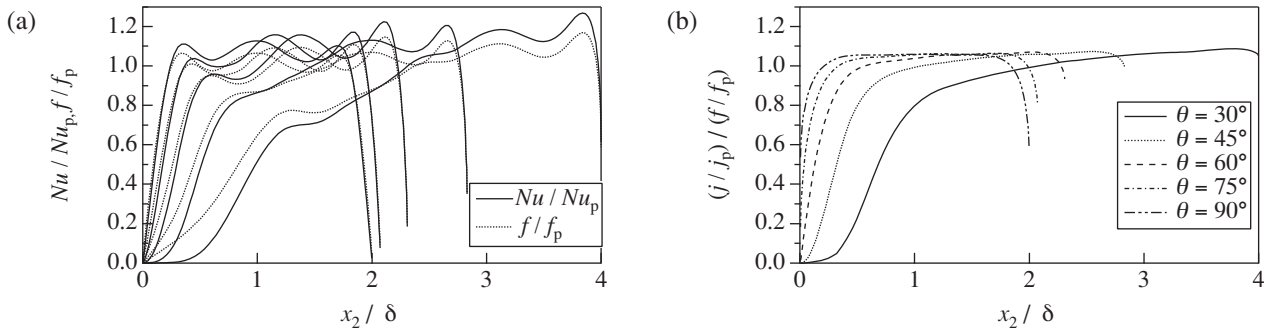 (a)
Nu / Nu_p, f / f_p
1.2
1.0
0.8
0.6
0.4
0.2
0.0
0 1 2 3 4
x_2 / δ
Nu / Nu_p
f / f_p
(b)
(j / j_p) / (f / f_p)
1.2
1.0
0.8
0.6
0.4
0.2
0.0
0 1 2 3 4
x_2 / δ
θ = 30°
θ = 45°
θ = 60°
θ = 75°
θ = 90°